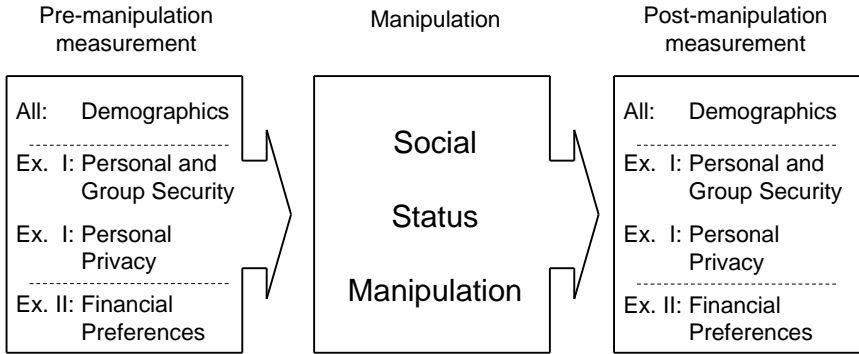 Pre-manipulation
measurement
Manipulation
Post-manipulation
measurement
All: Demographics
Ex. I: Personal and
Group Security
Ex. I: Personal
Privacy
Ex. II: Financial
Preferences
Social
Status
Manipulation
All: Demographics
Ex. I: Personal and
Group Security
Ex. I: Personal
Privacy
Ex. II: Financial
Preferences